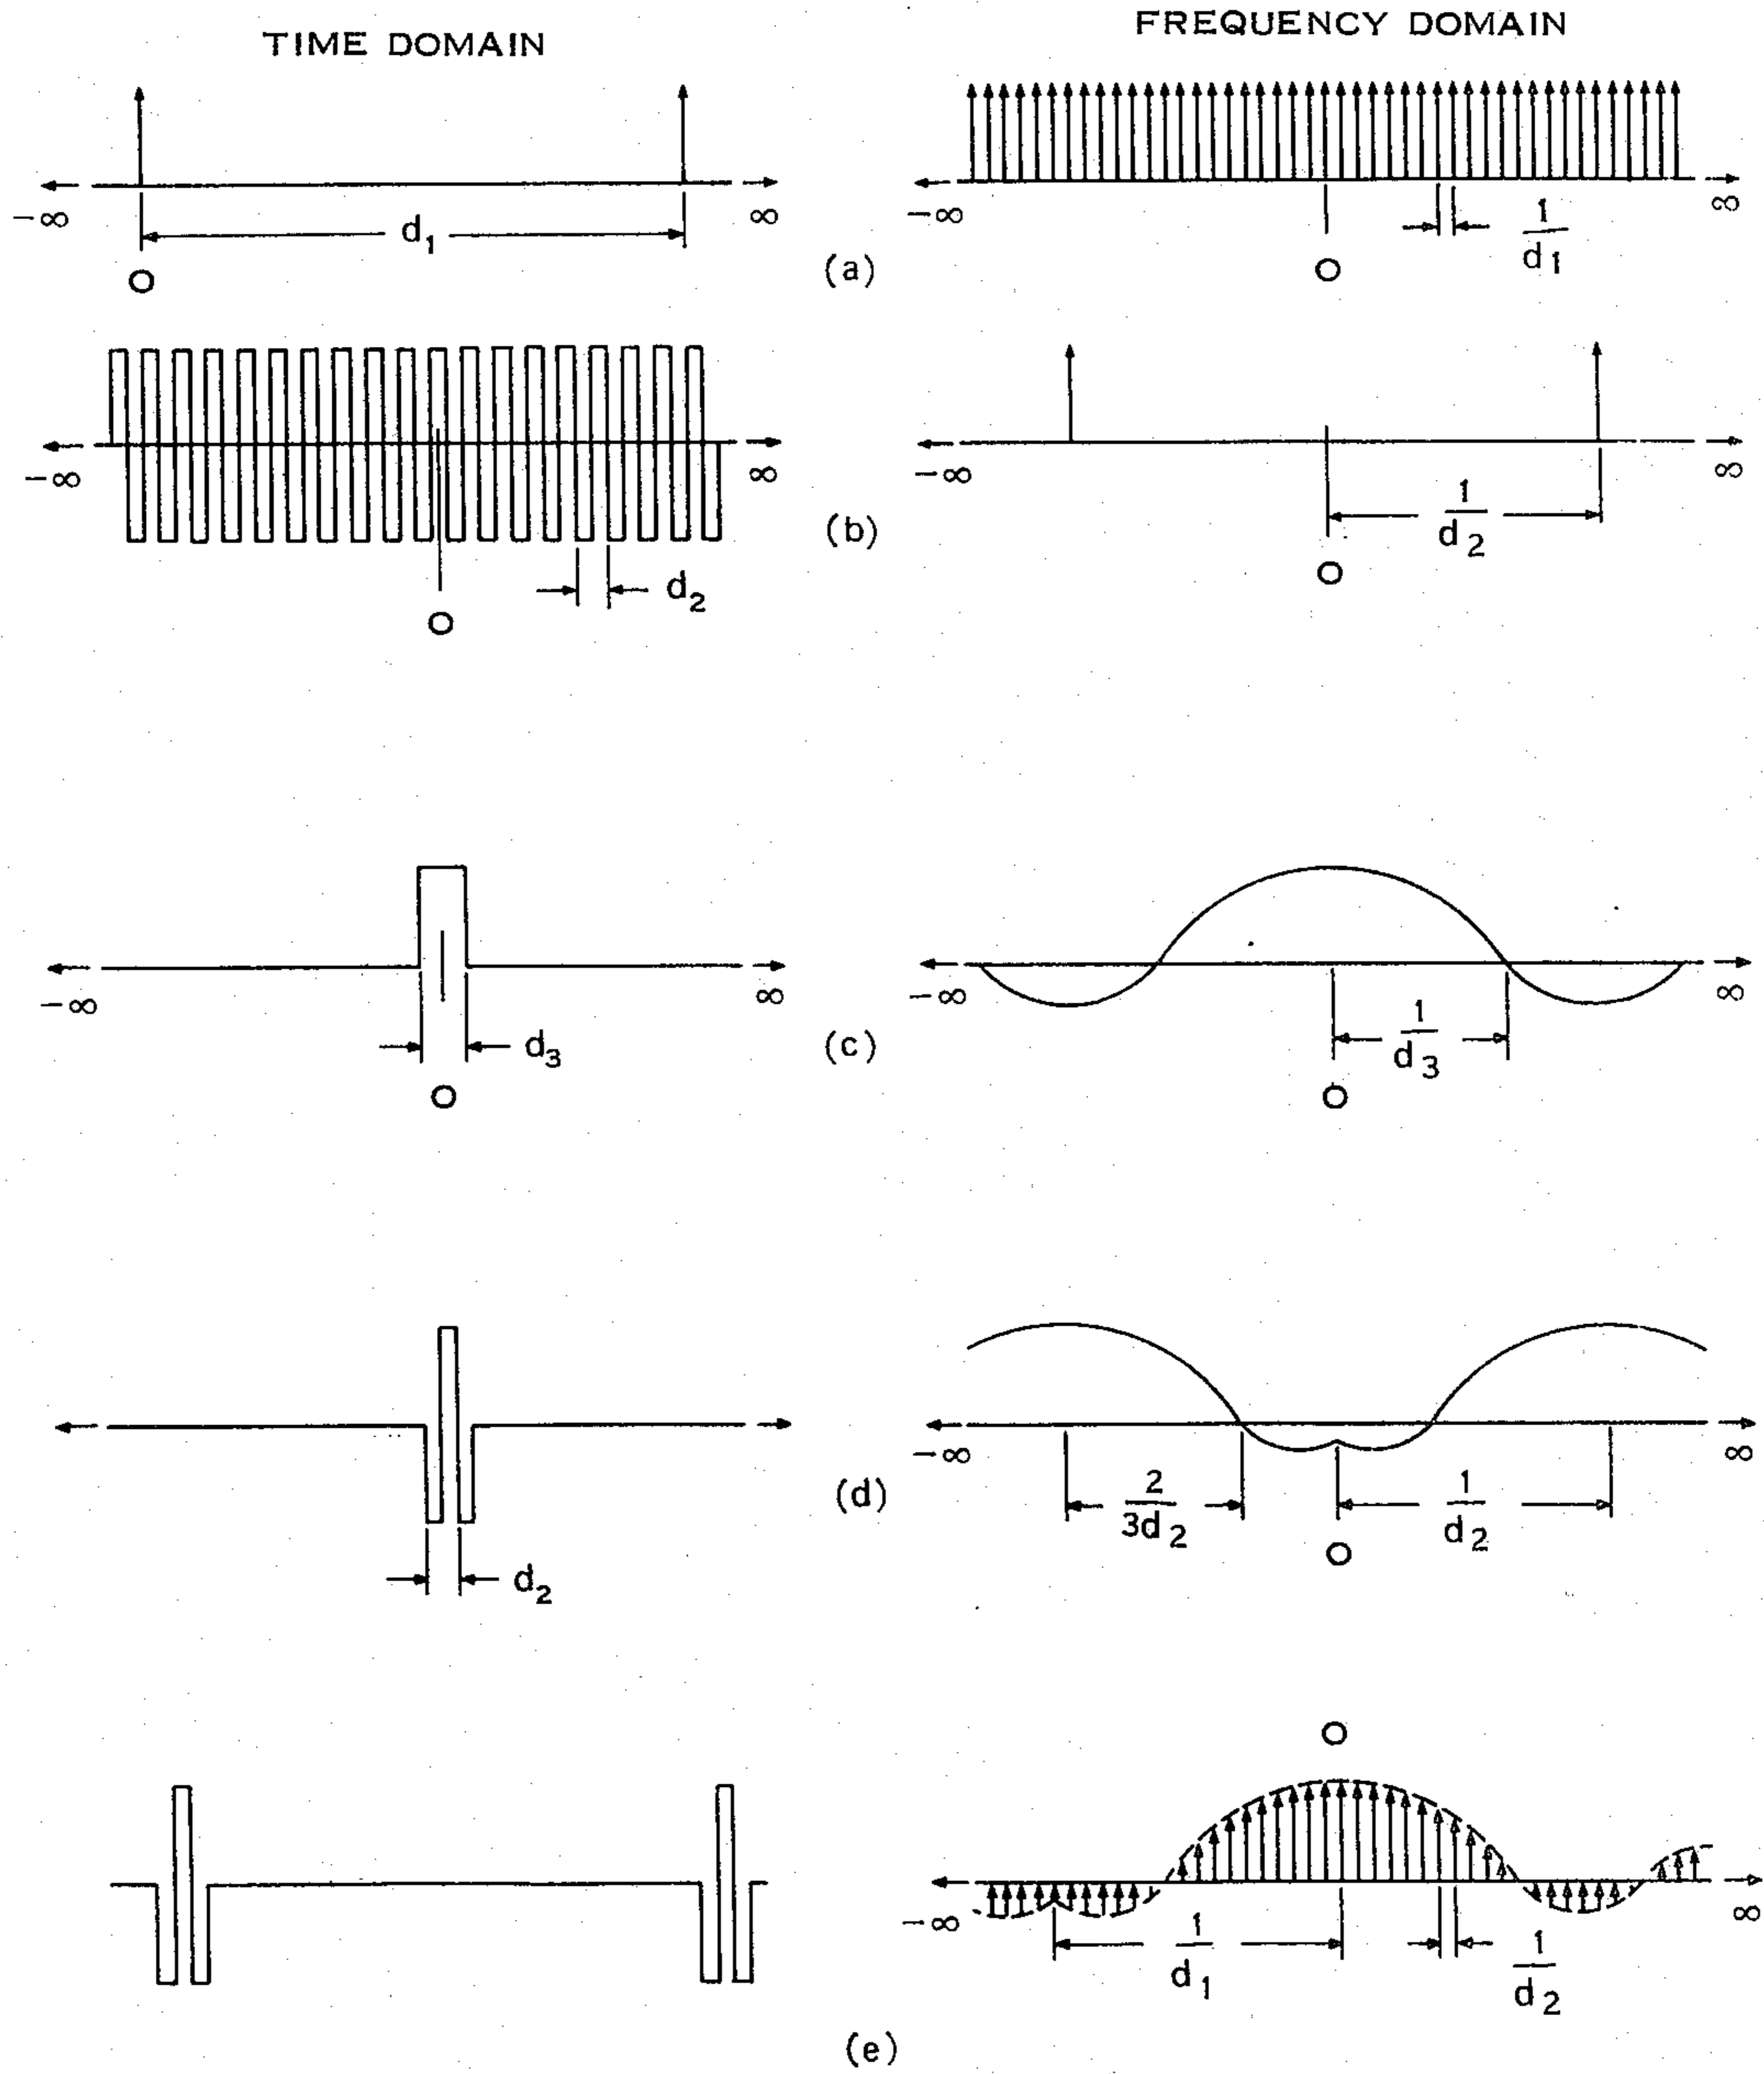 TIME DOMAIN
FREQUENCY DOMAIN
-∞
∞
d₁
O
-∞
∞
1/d₁
O
(a)
-∞
∞
d₂
O
-∞
∞
1/d₂
O
(b)
-∞
∞
d₃
O
-∞
∞
1/d₃
O
(c)
d₂
-∞
∞
2/3d₂
1/d₂
O
(d)
O
-∞
∞
1/d₁
1/d₂
(e)